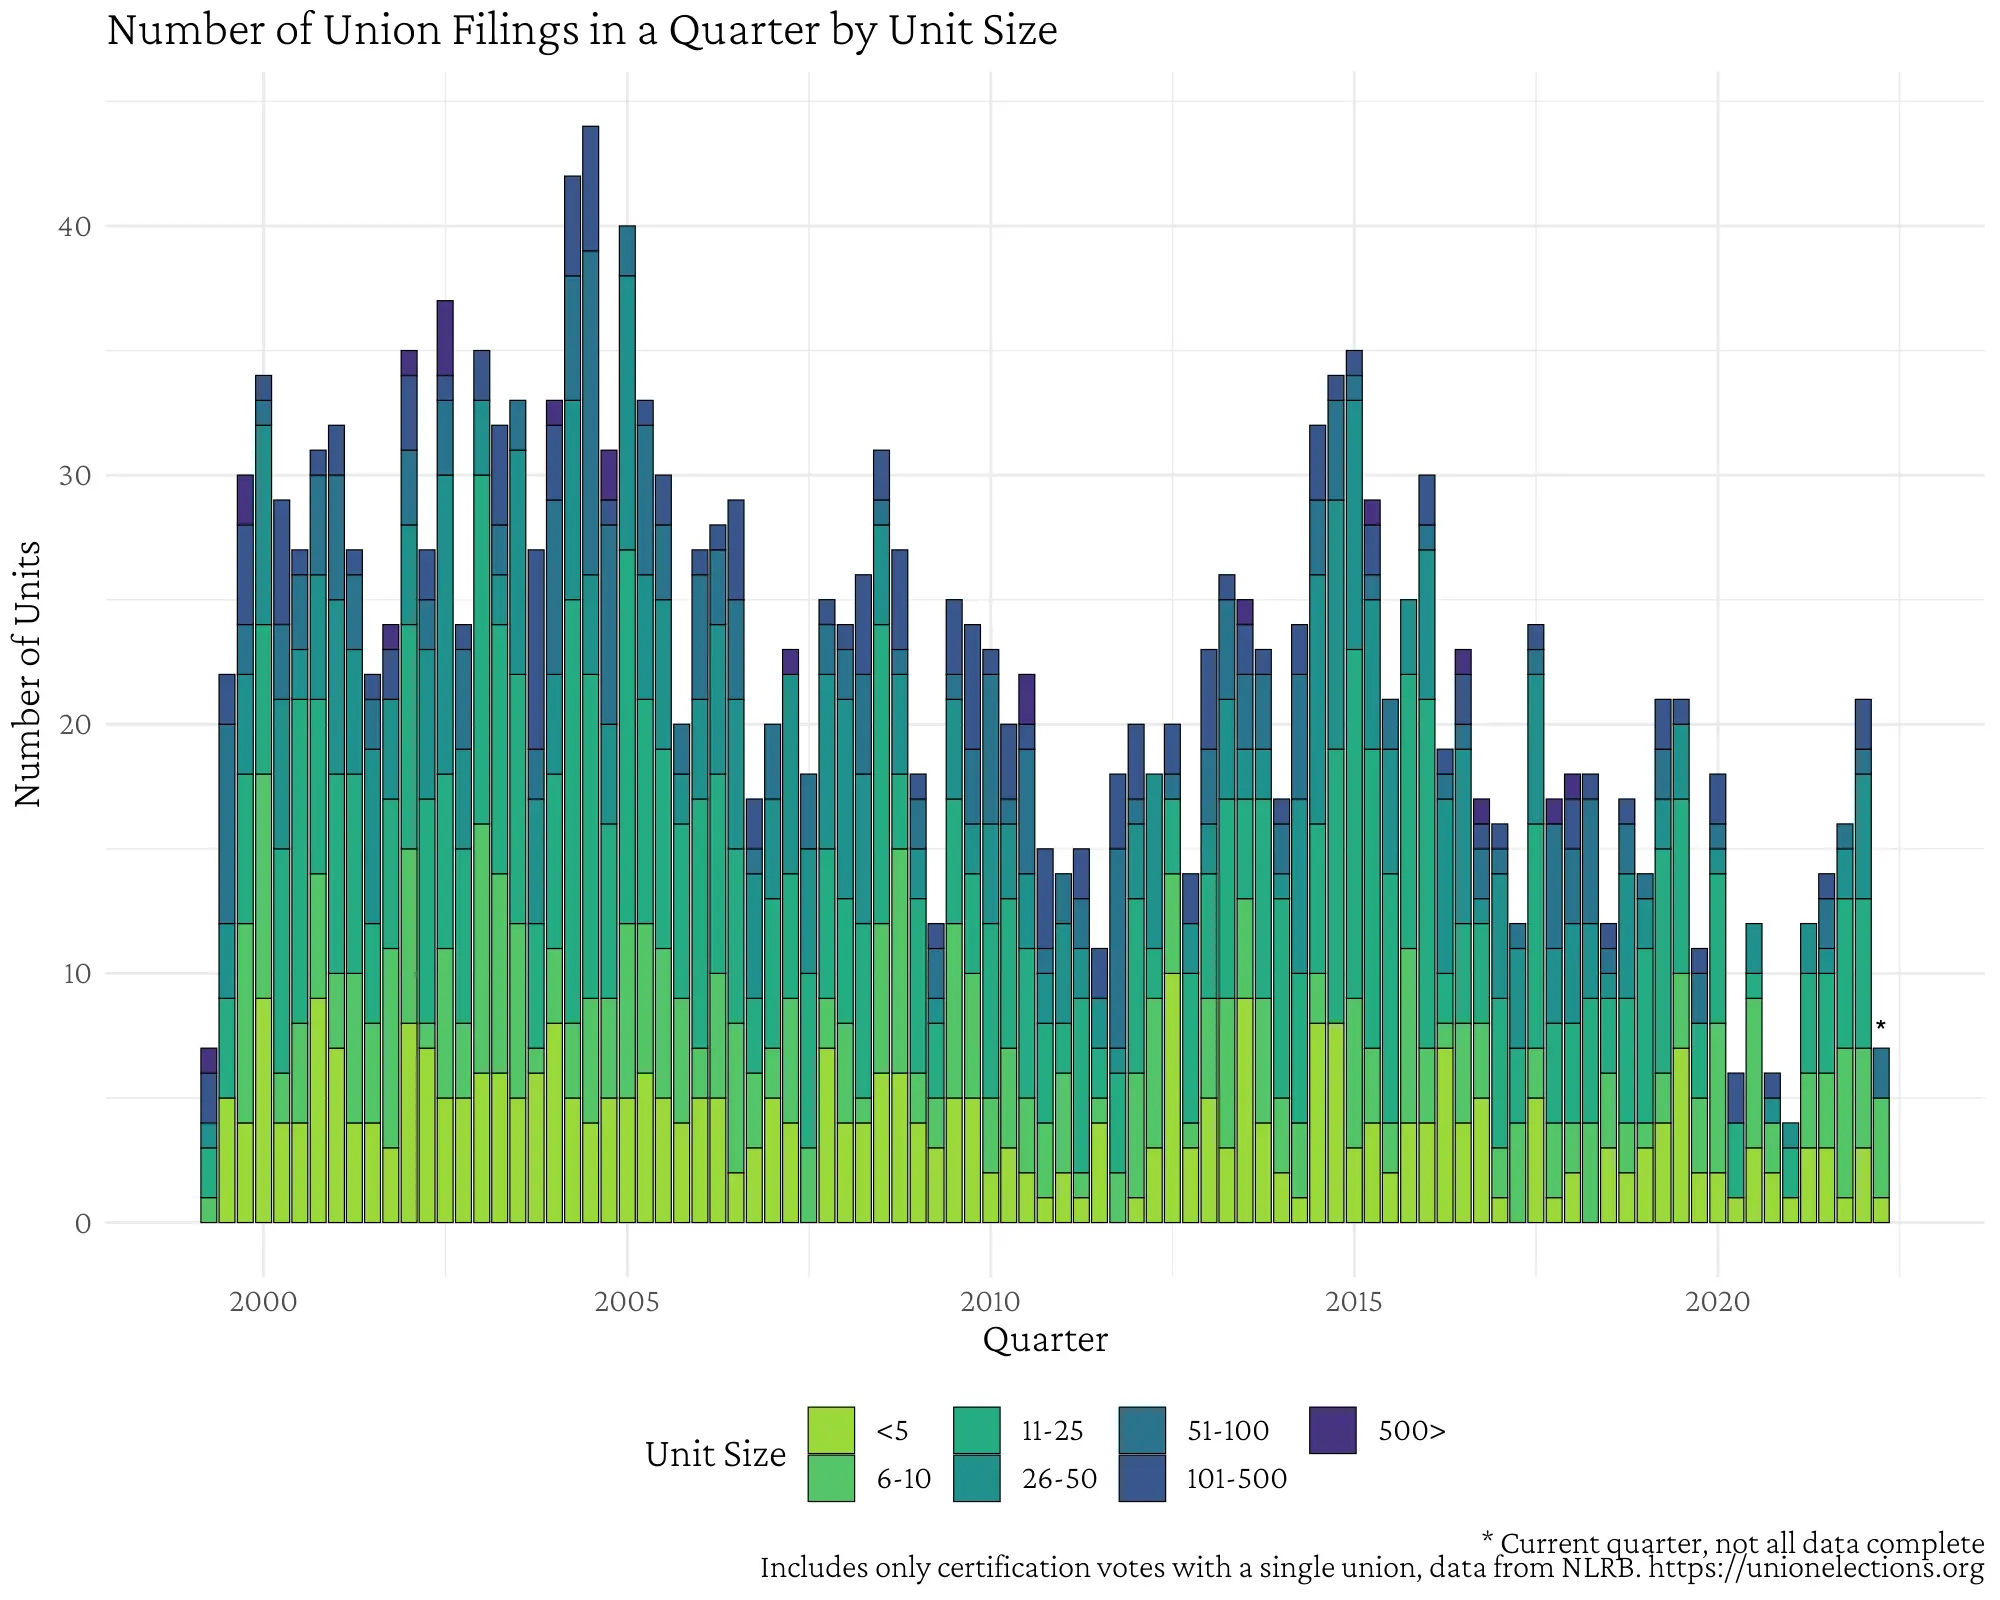 Number of Union Filings in a Quarter by Unit Size
Number of Units
40
30
20
10
0
*
2000 2005 2010 2015 2020
Quarter
Unit Size
<5 11-25 51-100 500>
6-10 26-50 101-500
* Current quarter, not all data complete
Includes only certification votes with a single union, data from NLRB. https://unionelections.org